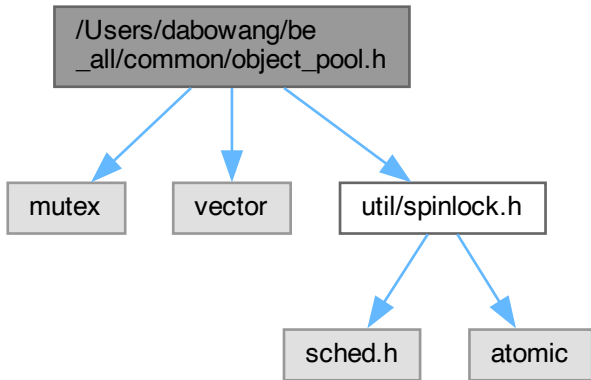 /Users/dabowang/be
_all/common/object_pool.h
mutex
vector
util/spinlock.h
sched.h
atomic